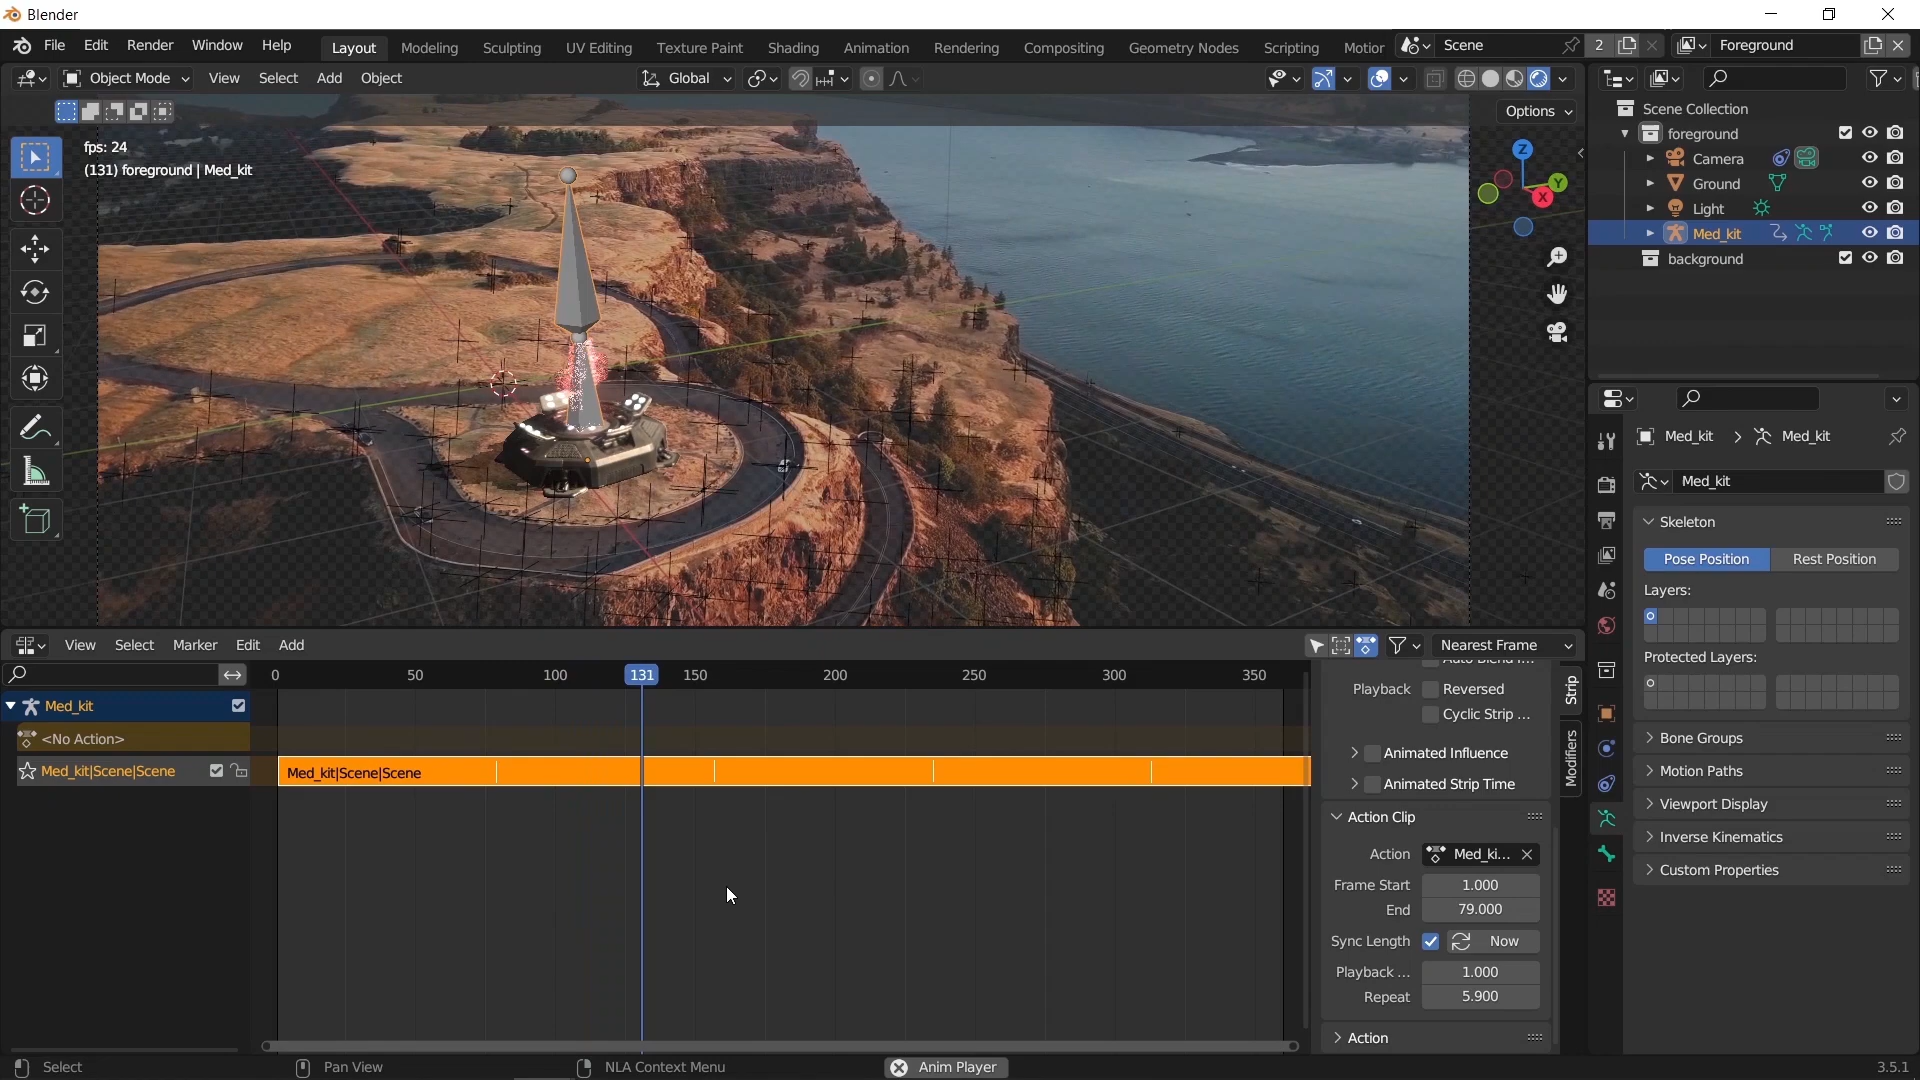 Blender
File Edit Render Window Help Layout Modeling Sculpting UV Editing Texture Paint Shading Animation Rendering Compositing Geometry Nodes Scripting Scene 2 Foreground
Object Mode View Select Add Object Global
Options
fps: 24
(131) foreground | Med_kit
Z
Y
X
Scene Collection
foreground
Camera
Ground
Light
Med_kit
background
Med_kit Med_kit
Med_kit
Skeleton
Pose Position Rest Position
Layers:
Protected Layers:
Bone Groups
Motion Paths
Viewport Display
Inverse Kinematics
Custom Properties
View Select Marker Edit Add Nearest Frame
0 50 100 131 150 200 250 300 350
Med_kit
<No Action>
Med_kit|Scene|Scene Med_kit|Scene|Scene
Playback Reversed
Cyclic Strip ...
Animated Influence
Animated Strip Time
Action Clip
Action Med_ki...
Frame Start 1.000
End 79.000
Sync Length Now
Playback ... 1.000
Repeat 5.900
Action
Strip
Modifiers
Select Pan View NLA Context Menu Anim Player 3.5.1